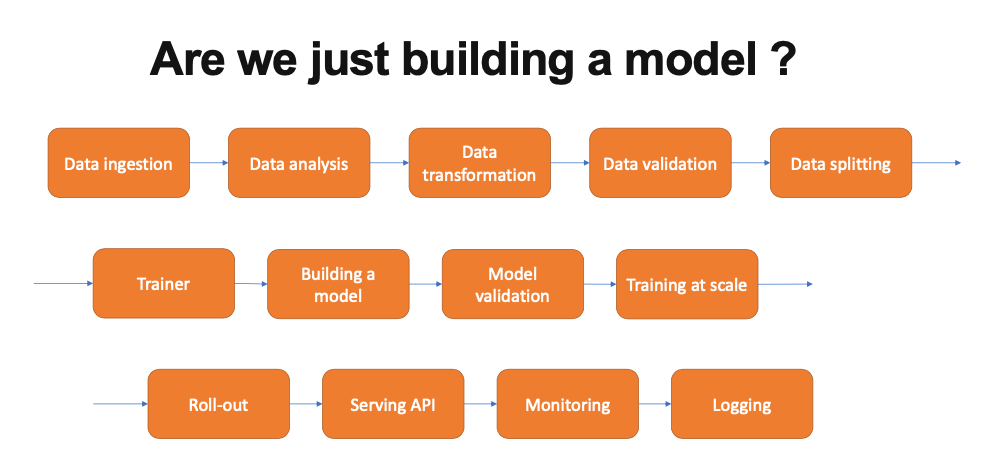 Are we just building a model ?
Data ingestion
Data analysis
Data
transformation
Data validation
Data splitting
Trainer
Building a
model
Model
validation
Training at scale
Roll-out
Serving API
Monitoring
Logging